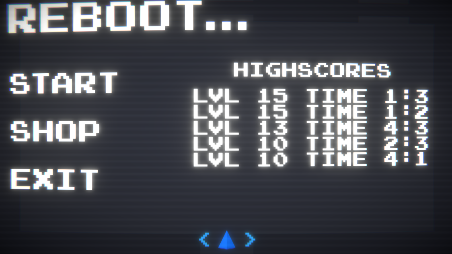 REBOOT...
START
SHOP
EXIT
HIGHSCORES
LVL 15 TIME 1:3
LVL 15 TIME 1:2
LVL 13 TIME 4:3
LVL 10 TIME 2:3
LVL 10 TIME 4:1
< >